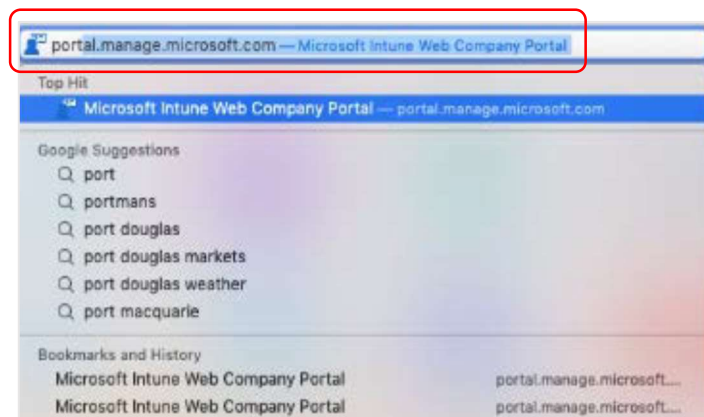 portal.manage.microsoft.com — Microsoft Intune Web Company Portal
Top Hit
Microsoft Intune Web Company Portal — portal.manage.microsoft.com
Google Suggestions
port
portmans
port douglas
port douglas markets
port douglas weather
port macquarie
Bookmarks and History
Microsoft Intune Web Company Portal portal.manage.microsoft....
Microsoft Intune Web Company Portal portal.manage.microsoft....